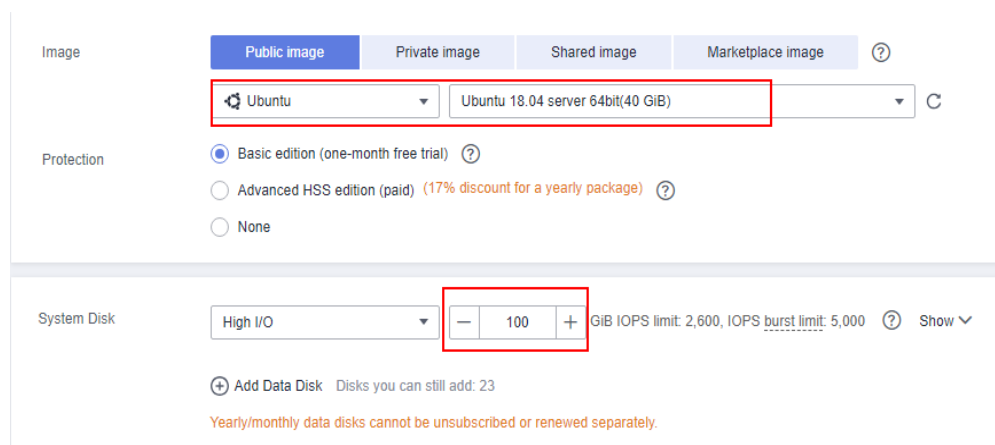 Image Public image Private image Shared image Marketplace image ?
Ubuntu Ubuntu 18.04 server 64bit(40 GiB)
Protection Basic edition (one-month free trial) ?
Advanced HSS edition (paid) (17% discount for a yearly package) ?
None
System Disk High I/O − 100 + GiB IOPS limit: 2,600, IOPS burst limit: 5,000 ? Show
+ Add Data Disk Disks you can still add: 23
Yearly/monthly data disks cannot be unsubscribed or renewed separately.